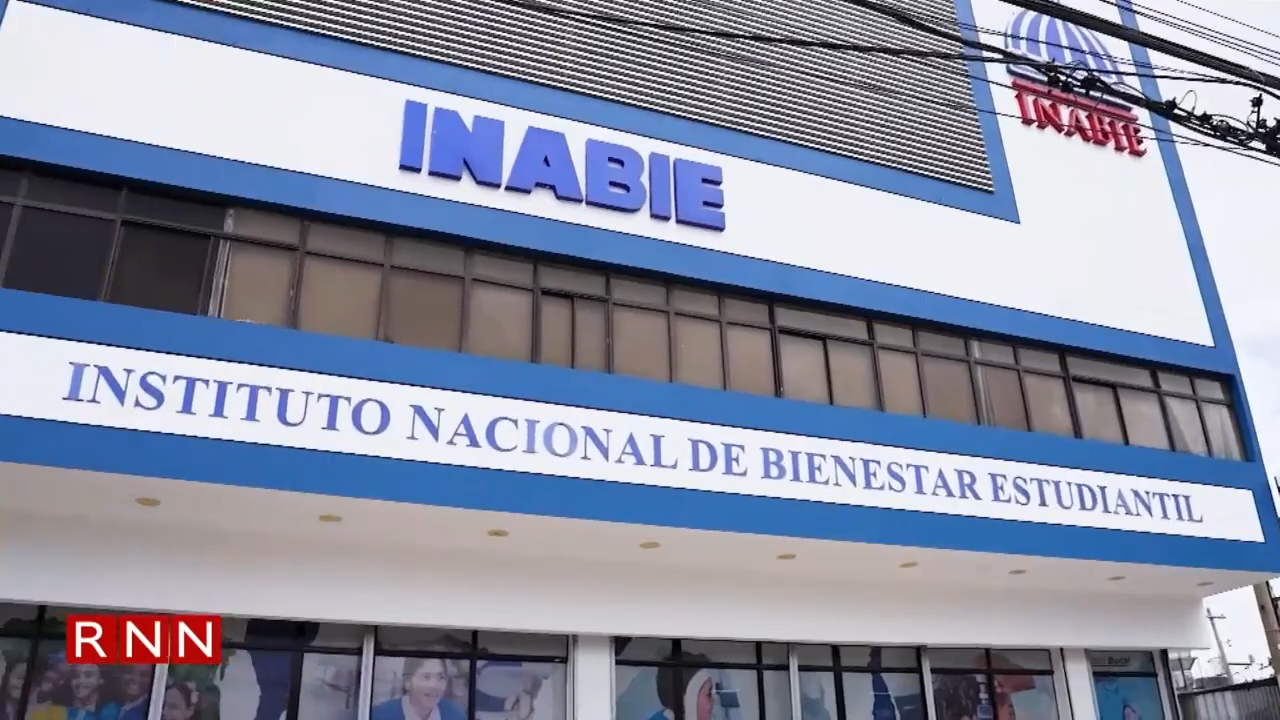 INABIE
INABIE
INSTITUTO NACIONAL DE BIENESTAR ESTUDIANTIL
RNN